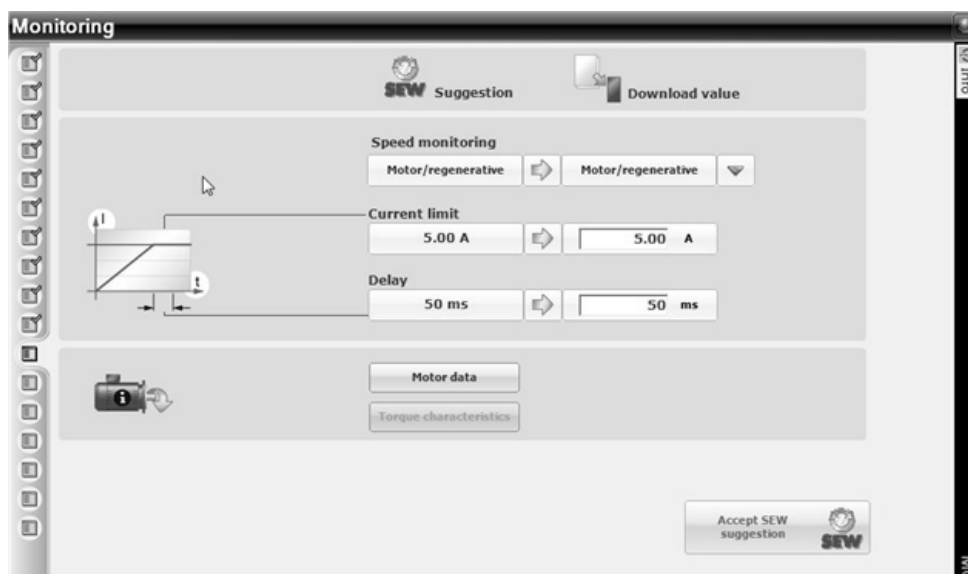 Monitoring
Info
SEW Suggestion
Download value
Speed monitoring
Motor/regenerative
Motor/regenerative
Current limit
5.00 A
5.00 A
I
t
Delay
50 ms
50 ms
Motor data
Torque characteristics
Accept SEW
suggestion
SEW